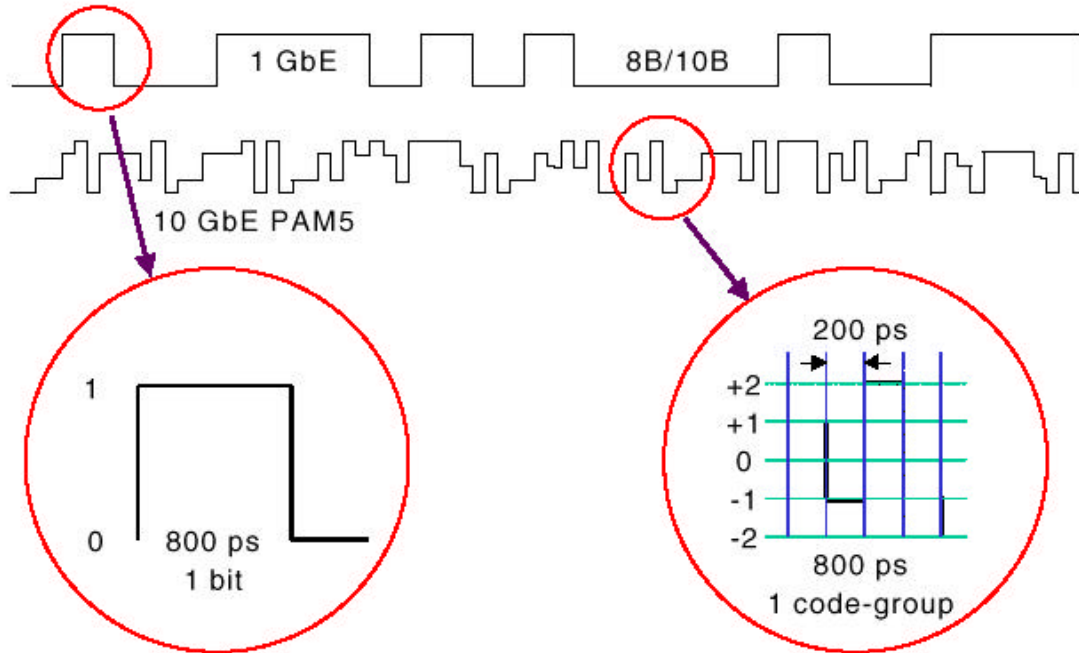 1 GbE
8B/10B
10 GbE PAM5
1
0
800 ps
1 bit
200 ps
+2
+1
0
-1
-2
800 ps
1 code-group